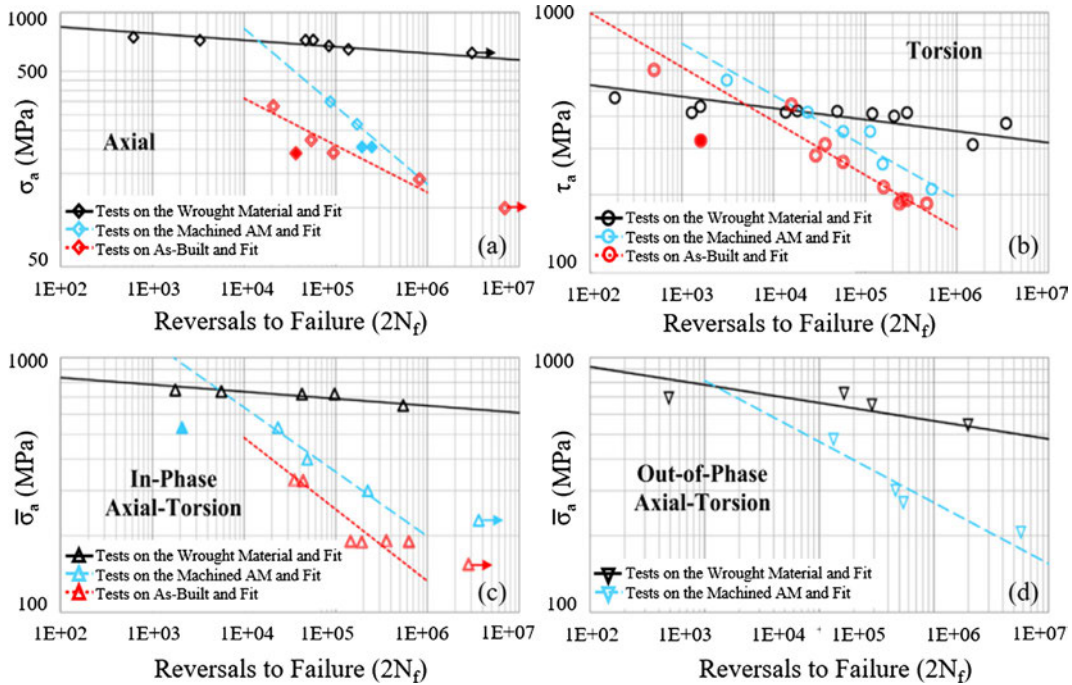 1000
500
50
σa (MPa)
Axial
Tests on the Wrought Material and Fit
Tests on the Machined AM and Fit
Tests on As-Built and Fit
(a)
1E+02 1E+03 1E+04 1E+05 1E+06 1E+07
Reversals to Failure (2Nf)
1000
100
τa (MPa)
Torsion
Tests on the Wrought Material and Fit
Tests on the Machined AM and Fit
Tests on As-Built and Fit
(b)
1E+02 1E+03 1E+04 1E+05 1E+06 1E+07
Reversals to Failure (2Nf)
1000
100
σ̅a (MPa)
In-Phase
Axial-Torsion
Tests on the Wrought Material and Fit
Tests on the Machined AM and Fit
Tests on As-Built and Fit
(c)
1E+02 1E+03 1E+04 1E+05 1E+06 1E+07
Reversals to Failure (2Nf)
1000
100
σ̅a (MPa)
Out-of-Phase
Axial-Torsion
Tests on the Wrought Material and Fit
Tests on the Machined AM and Fit
(d)
1E+02 1E+03 1E+04 1E+05 1E+06 1E+07
Reversals to Failure (2Nf)